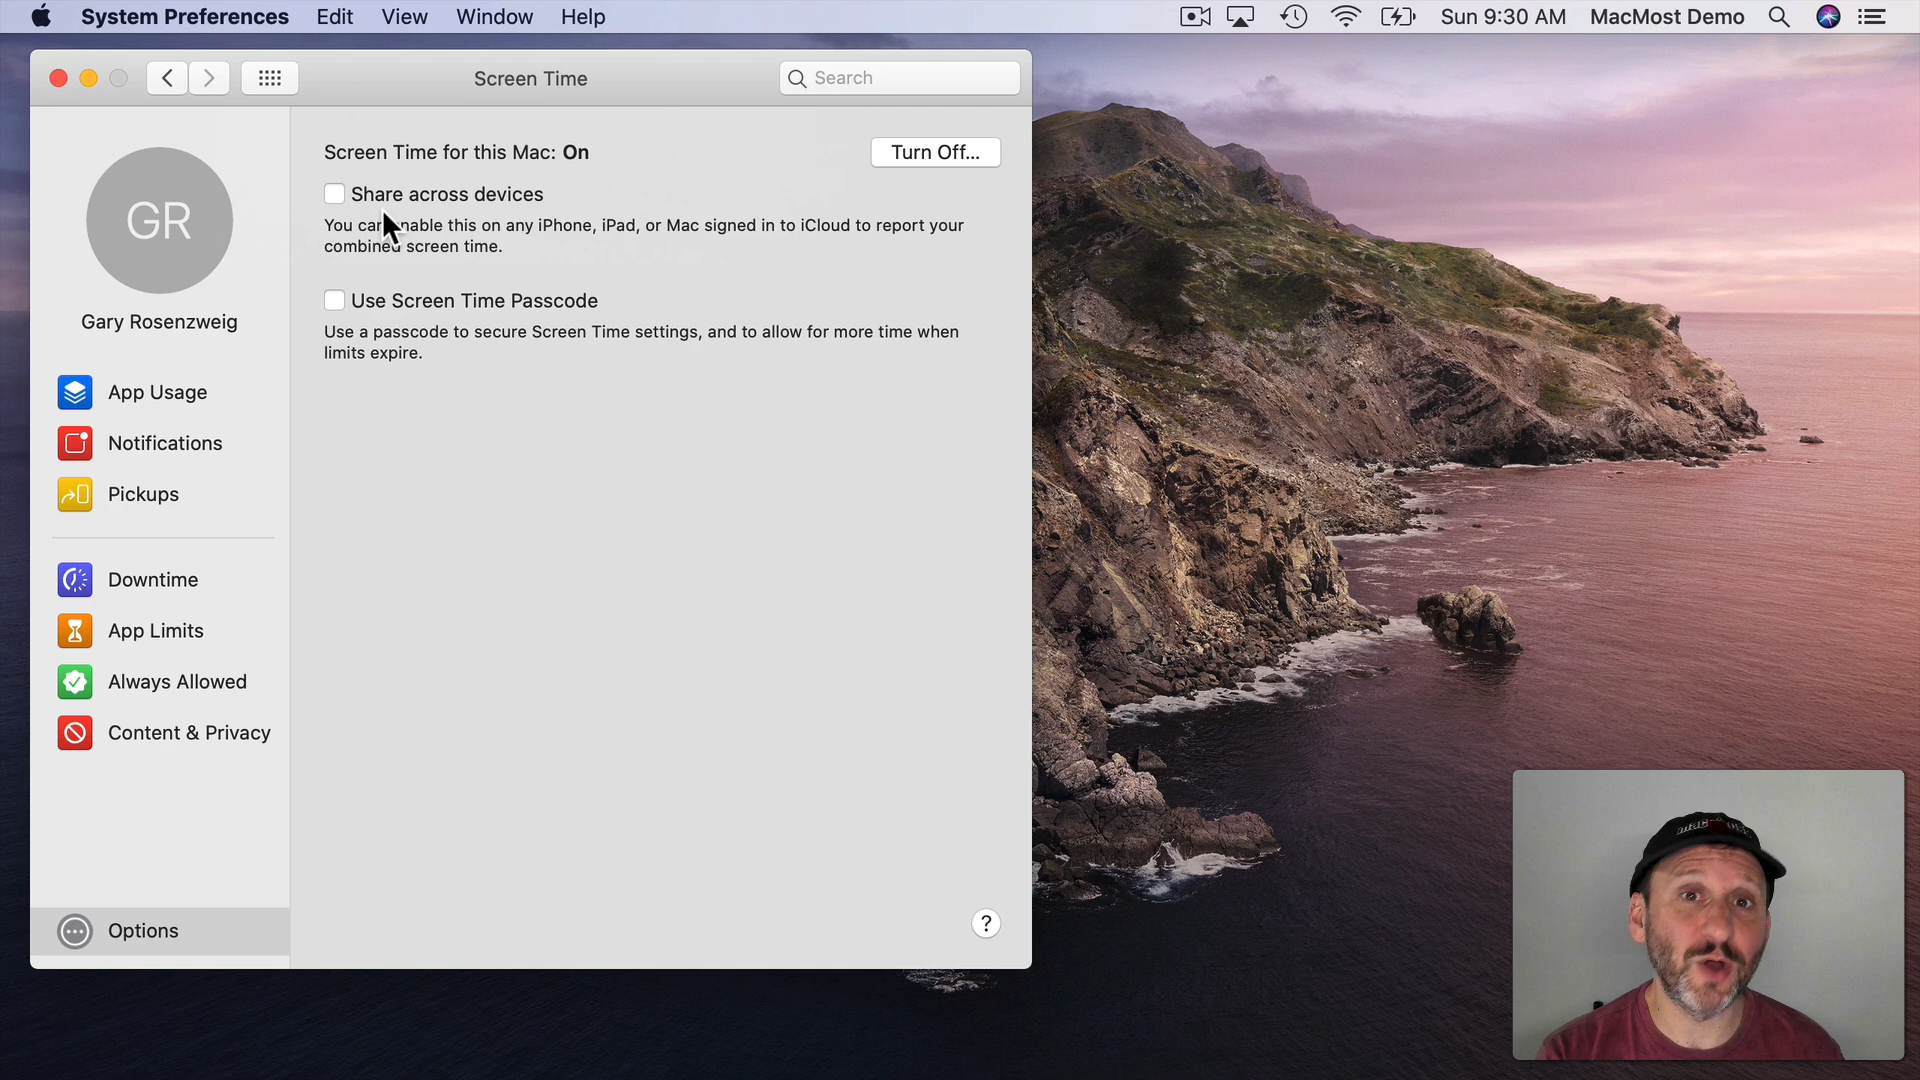 System Preferences Edit View Window Help Sun 9:30 AM MacMost Demo
Screen Time
Search
GR
Gary Rosenzweig
App Usage
Notifications
Pickups
Downtime
App Limits
Always Allowed
Content & Privacy
Options
Screen Time for this Mac: On
Turn Off...
Share across devices
You can enable this on any iPhone, iPad, or Mac signed in to iCloud to report your
combined screen time.
Use Screen Time Passcode
Use a passcode to secure Screen Time settings, and to allow for more time when
limits expire.
?